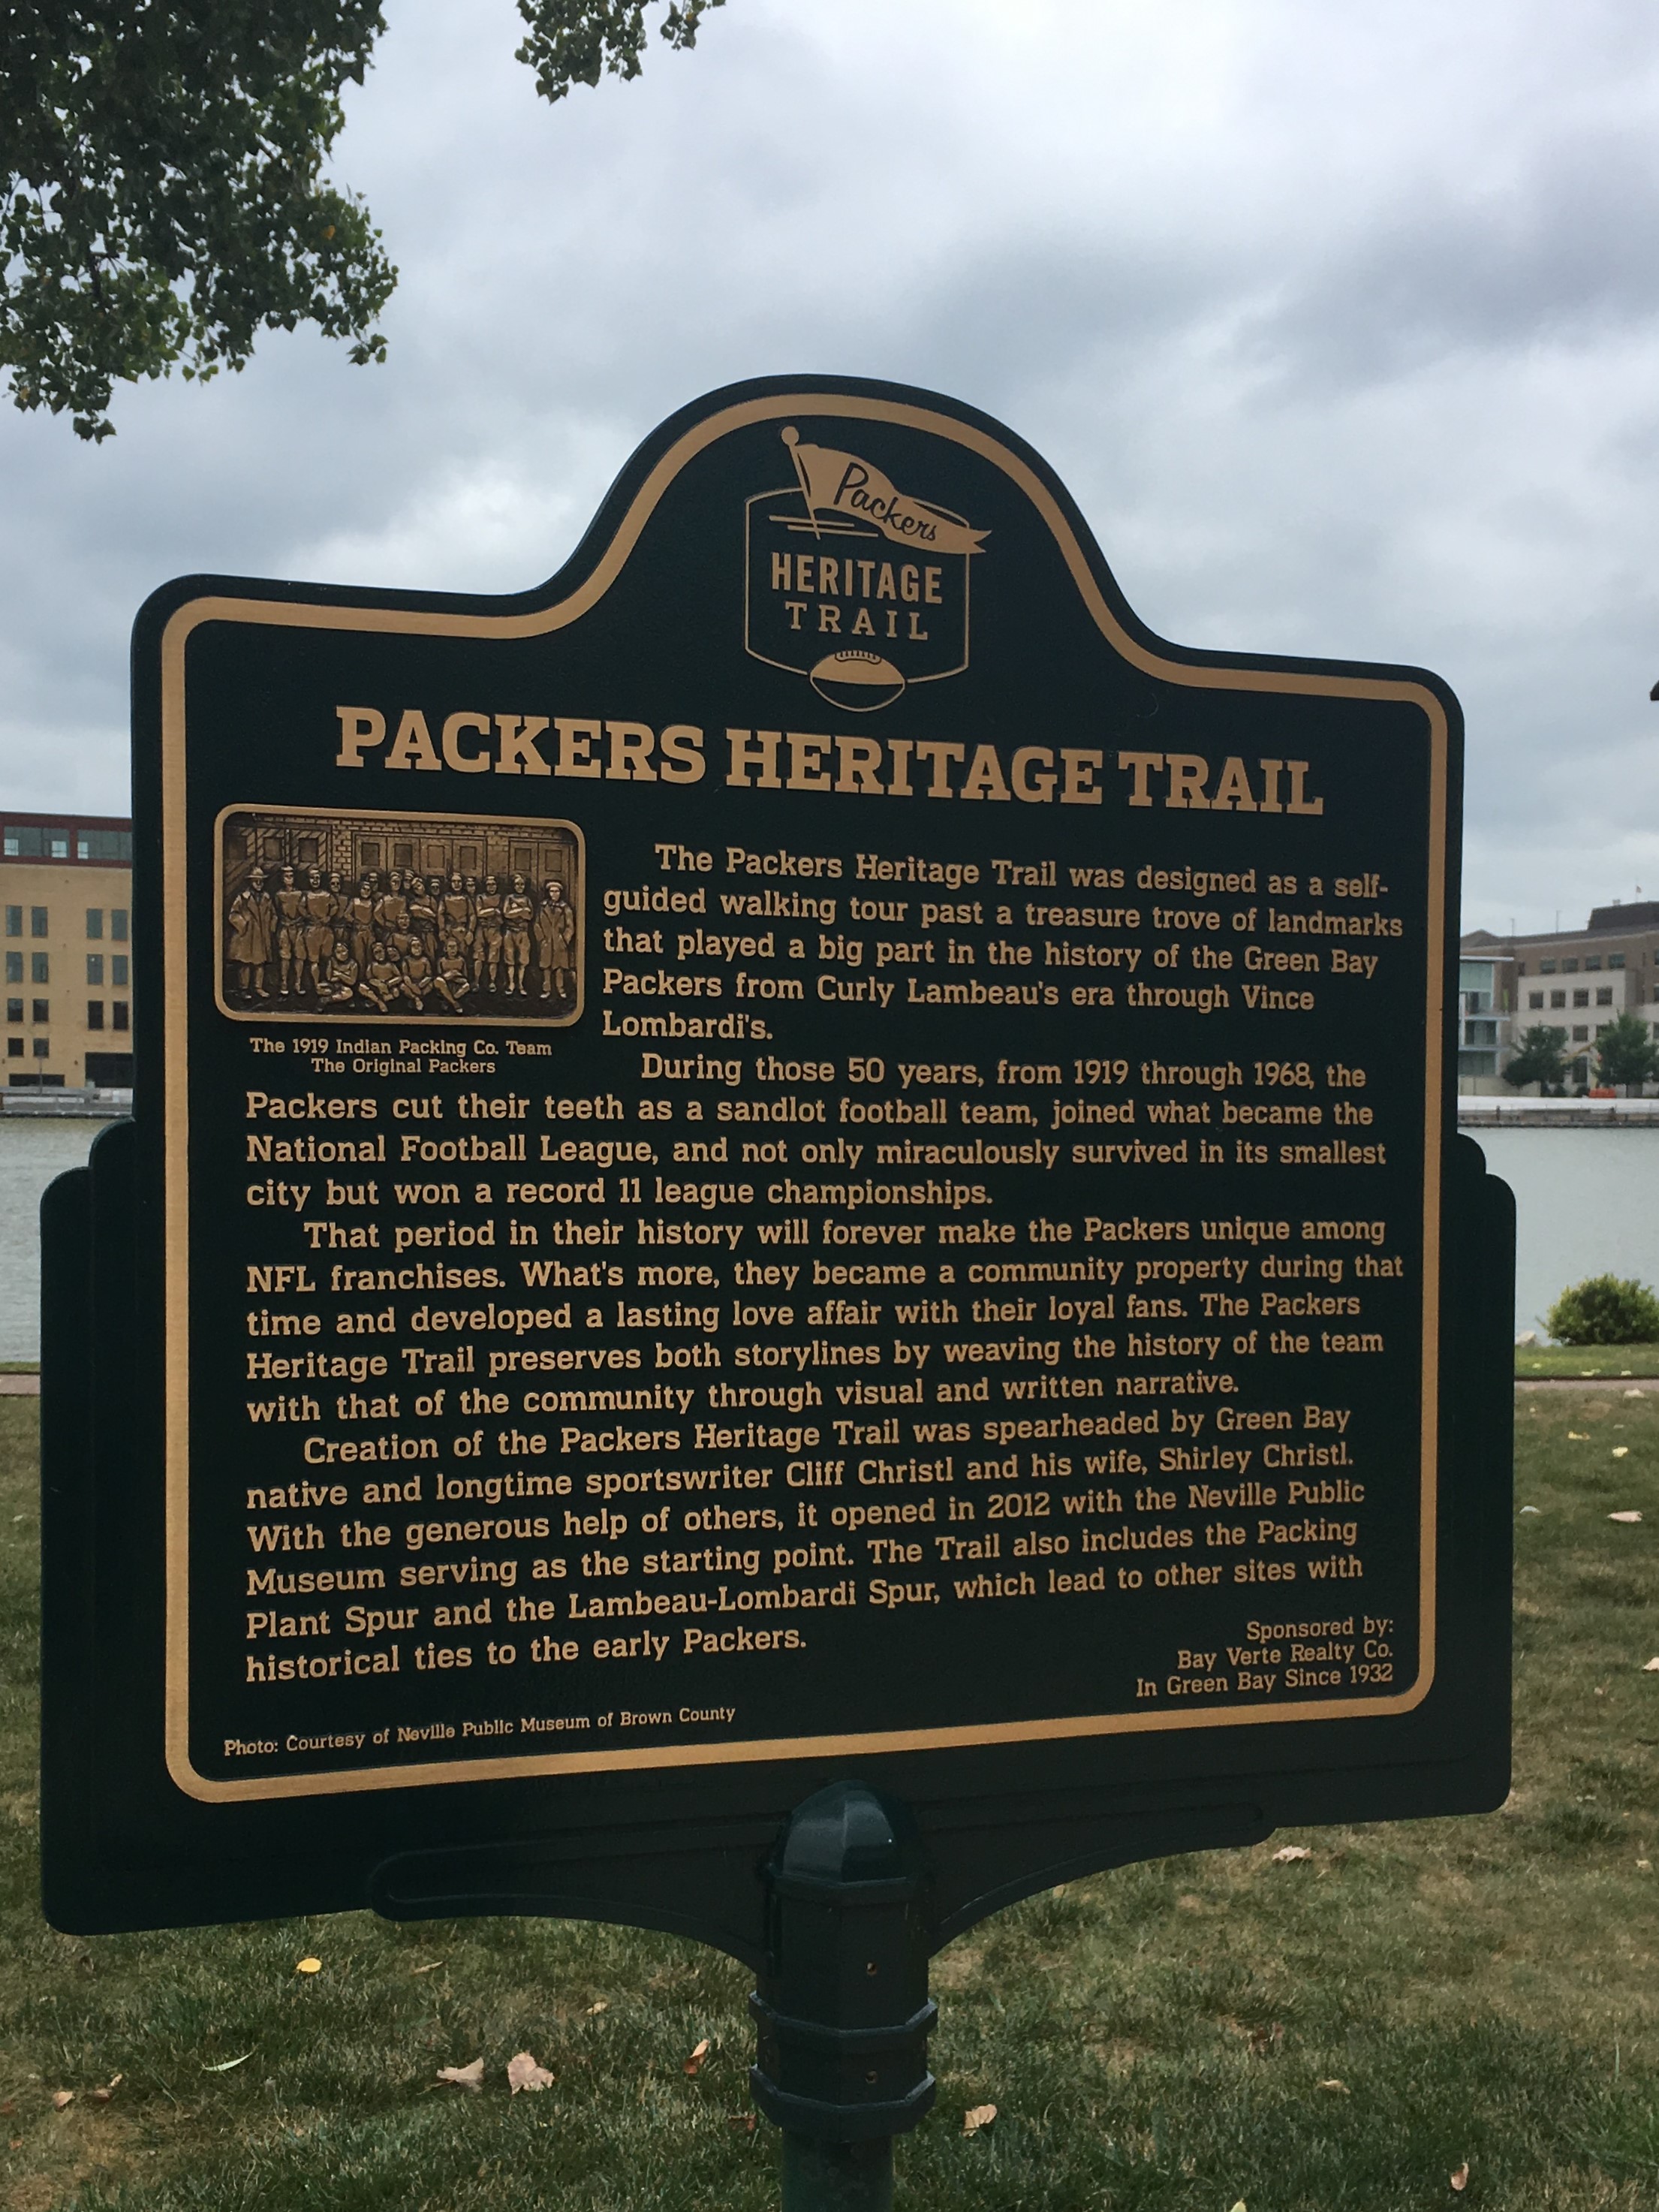 Packers
HERITAGE
TRAIL
PACKERS HERITAGE TRAIL
The Packers Heritage Trail was designed as a self-
guided walking tour past a treasure trove of landmarks
that played a big part in the history of the Green Bay
Packers from Curly Lambeau's era through Vince
Lombardi's.
The 1919 Indian Packing Co. Team
The Original Packers
During those 50 years, from 1919 through 1968, the
Packers cut their teeth as a sandlot football team, joined what became the
National Football League, and not only miraculously survived in its smallest
city but won a record 11 league championships.
That period in their history will forever make the Packers unique among
NFL franchises. What's more, they became a community property during that
time and developed a lasting love affair with their loyal fans. The Packers
Heritage Trail preserves both storylines by weaving the history of the team
with that of the community through visual and written narrative.
Creation of the Packers Heritage Trail was spearheaded by Green Bay
native and longtime sportswriter Cliff Christl and his wife, Shirley Christl.
With the generous help of others, it opened in 2012 with the Neville Public
Museum serving as the starting point. The Trail also includes the Packing
Plant Spur and the Lambeau-Lombardi Spur, which lead to other sites with
historical ties to the early Packers.
Sponsored by:
Bay Verte Realty Co.
In Green Bay Since 1932
Photo: Courtesy of Neville Public Museum of Brown County